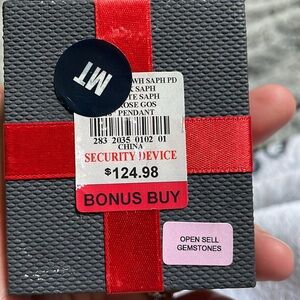 MT
WH SAPH PD
SAPH
TE SAPH
ROSE GOS
PENDANT
283 2035 0102 01
CHINA
SECURITY DEVICE
$124.98
BONUS BUY
OPEN SELL
GEMSTONES